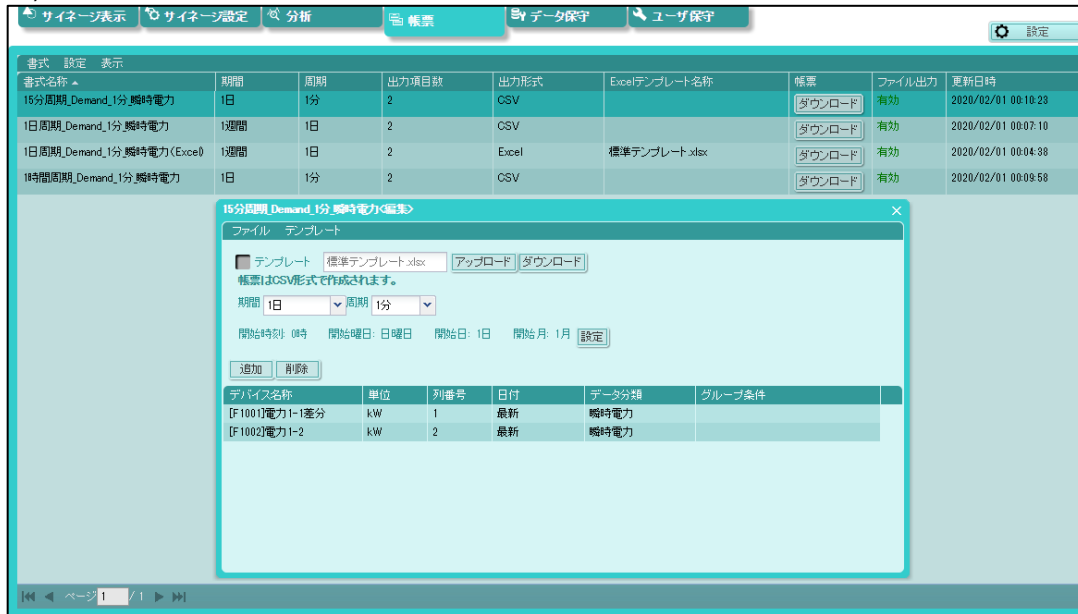 サイネージ表示 サイネージ設定 分析 帳票 データ保守 ユーザ保守
設定
書式 設定 表示
書式名称 期間 周期 出力項目数 出力形式 Excelテンプレート名称 帳票 ファイル出力 更新日時
15分周期_Demand_1分_瞬時電力 1日 1分 2 CSV ダウンロード 有効 2020/02/01 00:10:23
1日周期_Demand_1分_瞬時電力 1週間 1日 2 CSV ダウンロード 有効 2020/02/01 00:07:10
1日周期_Demand_1分_瞬時電力(Excel) 1週間 1日 2 Excel 標準テンプレート.xlsx ダウンロード 有効 2020/02/01 00:04:38
1時間周期_Demand_1分_瞬時電力 1日 1分 2 CSV ダウンロード 有効 2020/02/01 00:09:58
15分周期_Demand_1分_瞬時電力<編集>
ファイル テンプレート
テンプレート 標準テンプレート.xlsx アップロード ダウンロード
帳票はCSV形式で作成されます。
期間 1日 周期 1分
開始時刻: 0時 開始曜日: 日曜日 開始日: 1日 開始月: 1月 設定
追加 削除
デバイス名称 単位 列番号 日付 データ分類 グループ条件
[F1001]電力1-1差分 kW 1 最新 瞬時電力
[F1002]電力1-2 kW 2 最新 瞬時電力
ページ 1 / 1